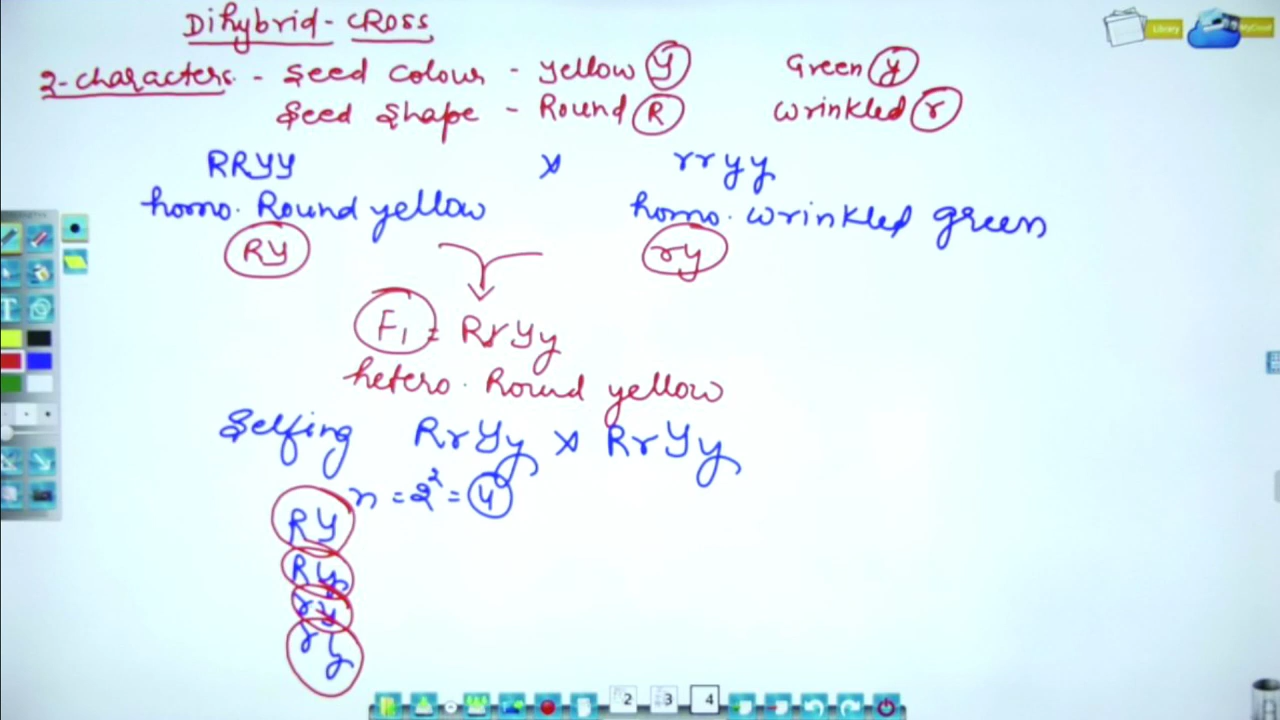 Dihybrid - CROSS
2-characters. - Seed Colour - Yellow Y Green y
Seed Shape - Round R Wrinkled r
RRYY x rryy
homo. Round yellow homo. wrinkled green
RY ry
F1 = RrYy
hetero. Round yellow
Selfing RrYy x RrYy
n = 2² = 4
RY
Ry
rY
ry
Library
MyCloud
T
2 3 4